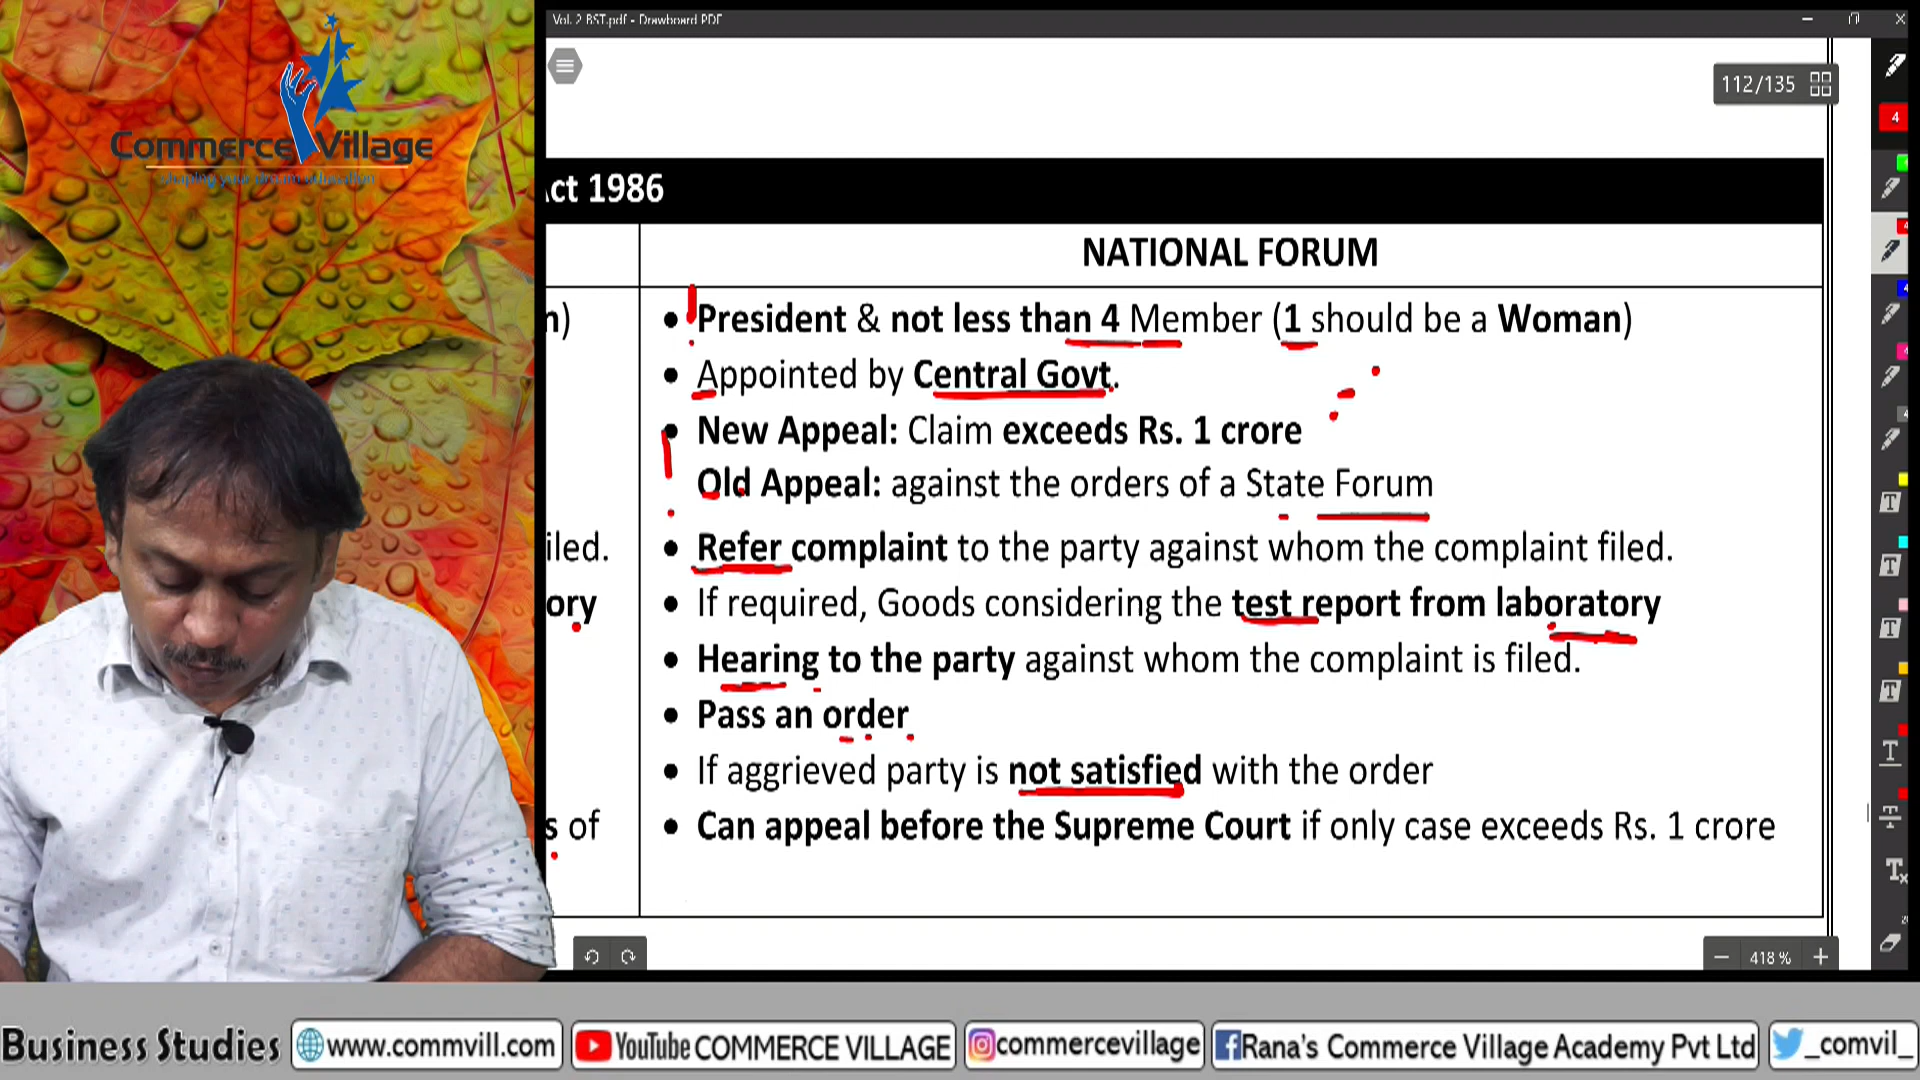 Vol. 2 BST.pdf - Drawboard PDF
112/135
Commerce Village
shaping your dream education
Act 1986
NATIONAL FORUM
n)
• President & not less than 4 Member (1 should be a Woman)
• Appointed by Central Govt.
• New Appeal: Claim exceeds Rs. 1 crore
Old Appeal: against the orders of a State Forum
iled.
• Refer complaint to the party against whom the complaint filed.
ory
• If required, Goods considering the test report from laboratory
• Hearing to the party against whom the complaint is filed.
• Pass an order
• If aggrieved party is not satisfied with the order
s of
• Can appeal before the Supreme Court if only case exceeds Rs. 1 crore
418 %
Business Studies www.commvill.com YouTube COMMERCE VILLAGE commercevillage Rana's Commerce Village Academy Pvt Ltd _comvil_